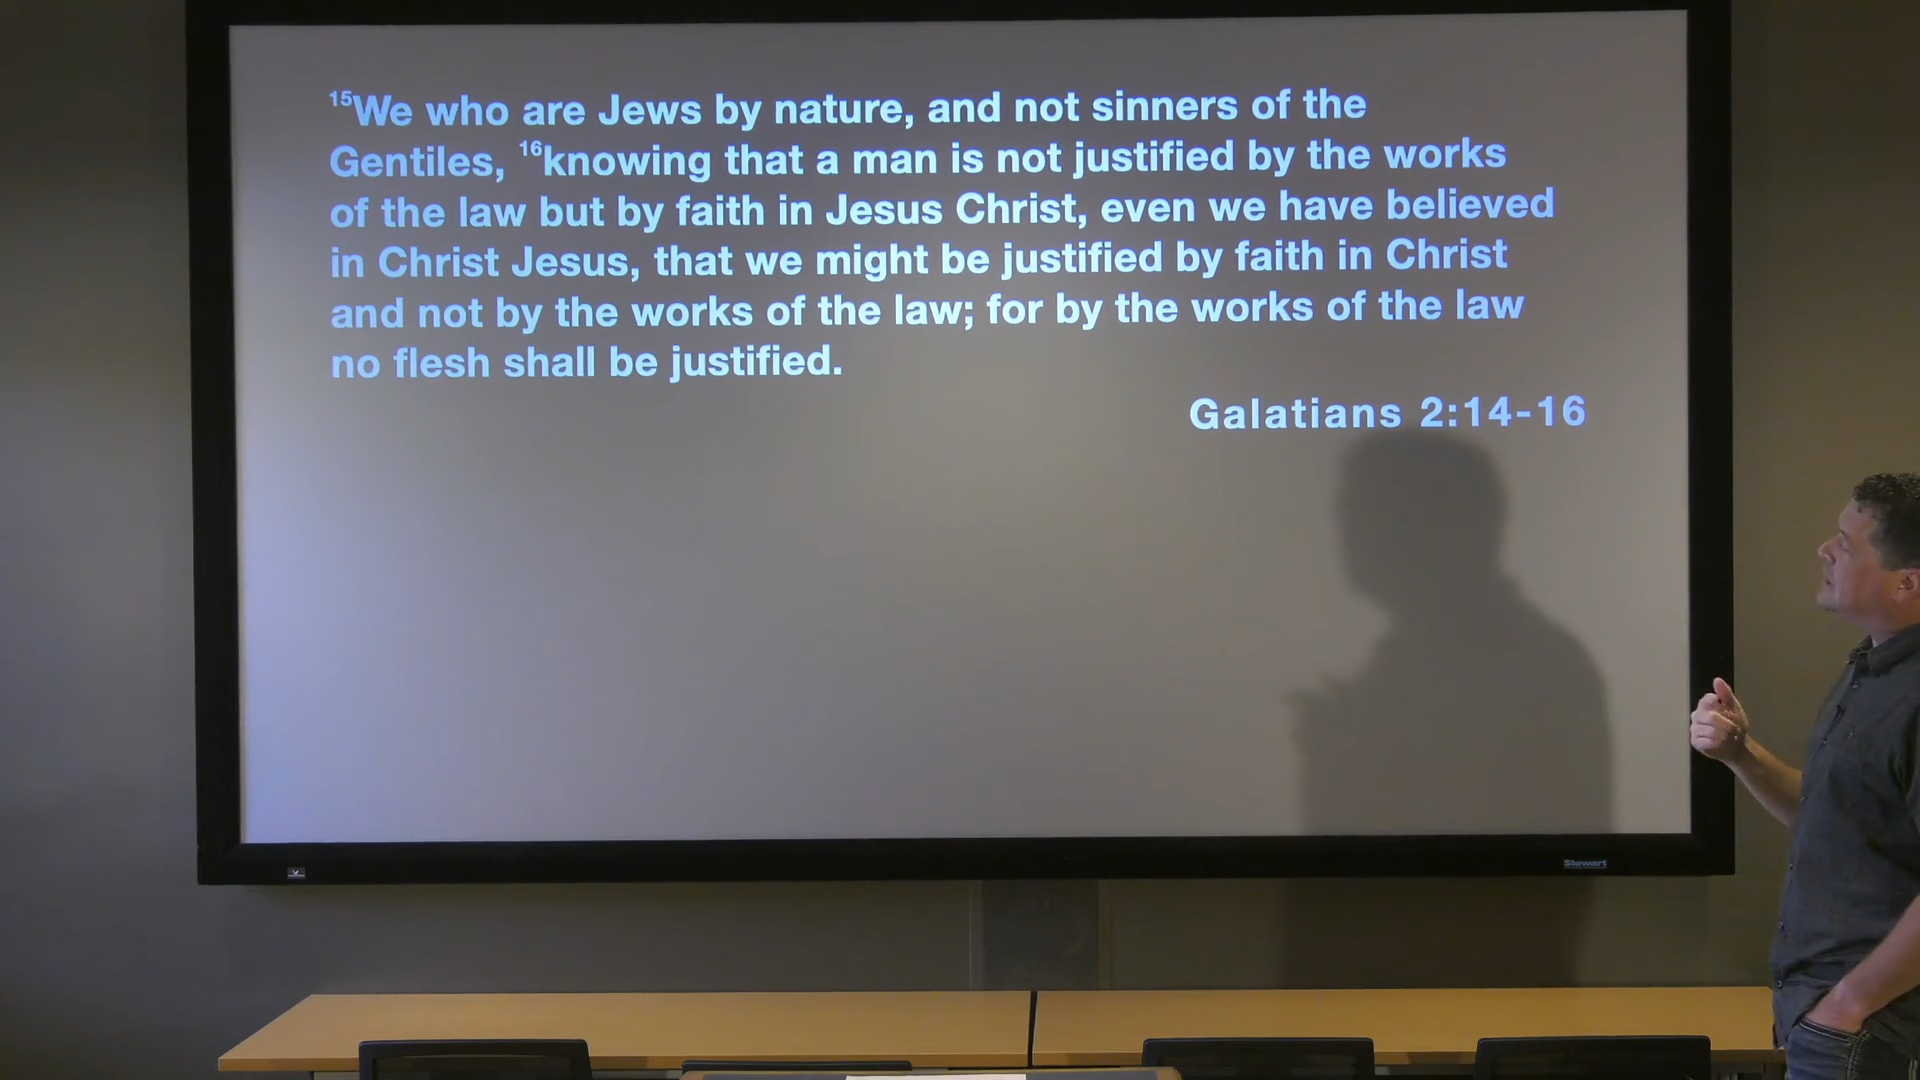 15We who are Jews by nature, and not sinners of the
Gentiles, 16knowing that a man is not justified by the works
of the law but by faith in Jesus Christ, even we have believed
in Christ Jesus, that we might be justified by faith in Christ
and not by the works of the law; for by the works of the law
no flesh shall be justified.
Galatians 2:14-16
Stewart